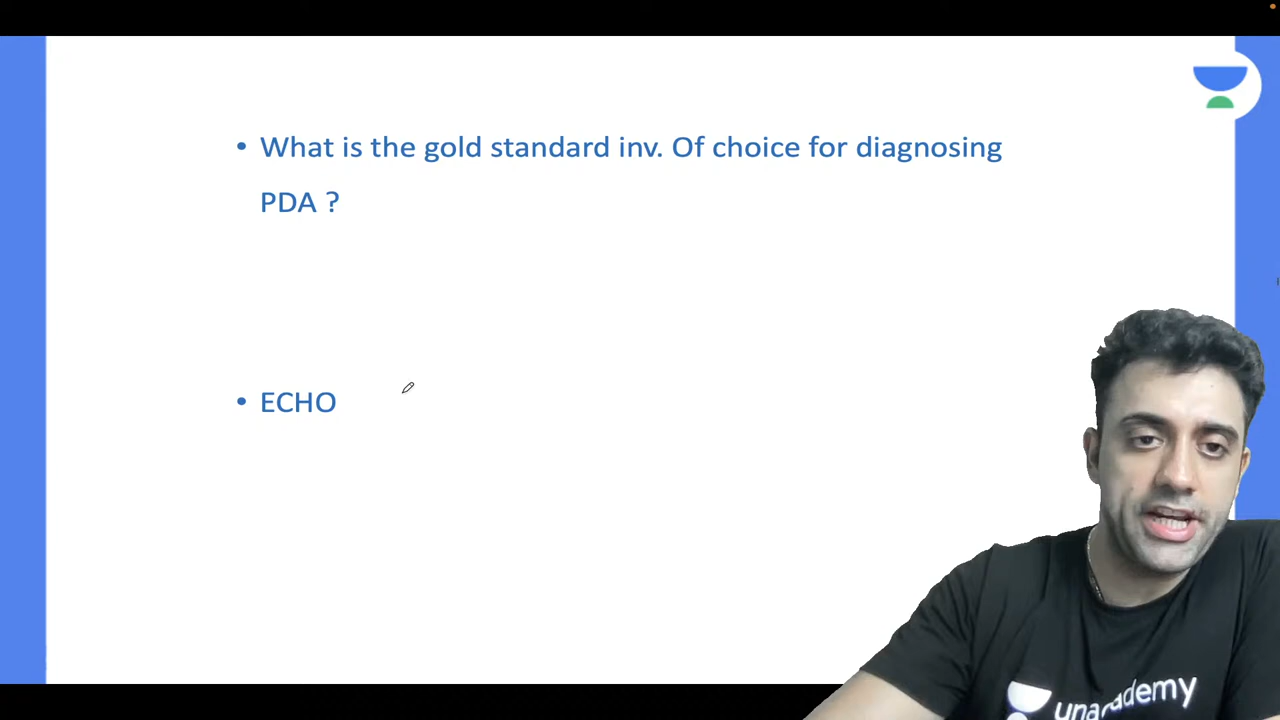 • What is the gold standard inv. Of choice for diagnosing
PDA ?
• ECHO
unacademy